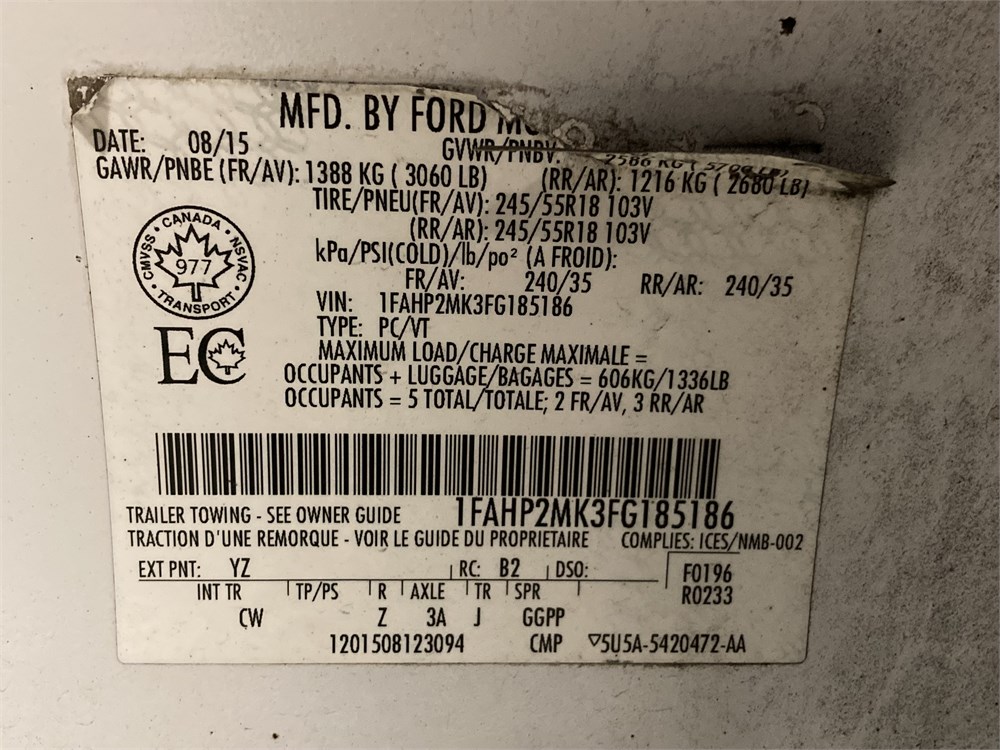 MFD. BY FORD
DATE: 08/15
GVWR/PNBV: 2586 KG ( 5700 LB)
GAWR/PNBE (FR/AV): 1388 KG ( 3060 LB) (RR/AR): 1216 KG ( 2680 LB)
TIRE/PNEU(FR/AV): 245/55R18 103V
(RR/AR): 245/55R18 103V
kPa/PSI(COLD)/lb/po² (A FROID):
FR/AV: 240/35 RR/AR: 240/35
VIN: 1FAHP2MK3FG185186
TYPE: PC/VT
MAXIMUM LOAD/CHARGE MAXIMALE =
OCCUPANTS + LUGGAGE/BAGAGES = 606KG/1336LB
OCCUPANTS = 5 TOTAL/TOTALE; 2 FR/AV, 3 RR/AR
CMVSS • CANADA • NSVAC • TRANSPORT •
977
EC
1FAHP2MK3FG185186
TRAILER TOWING - SEE OWNER GUIDE
TRACTION D'UNE REMORQUE - VOIR LE GUIDE DU PROPRIETAIRE COMPLIES: ICES/NMB-002
EXT PNT: YZ RC: B2 DSO: F0196
R0233
INT TR TP/PS R AXLE TR SPR
CW Z 3A J GGPP
1201508123094 CMP ▽5U5A-5420472-AA